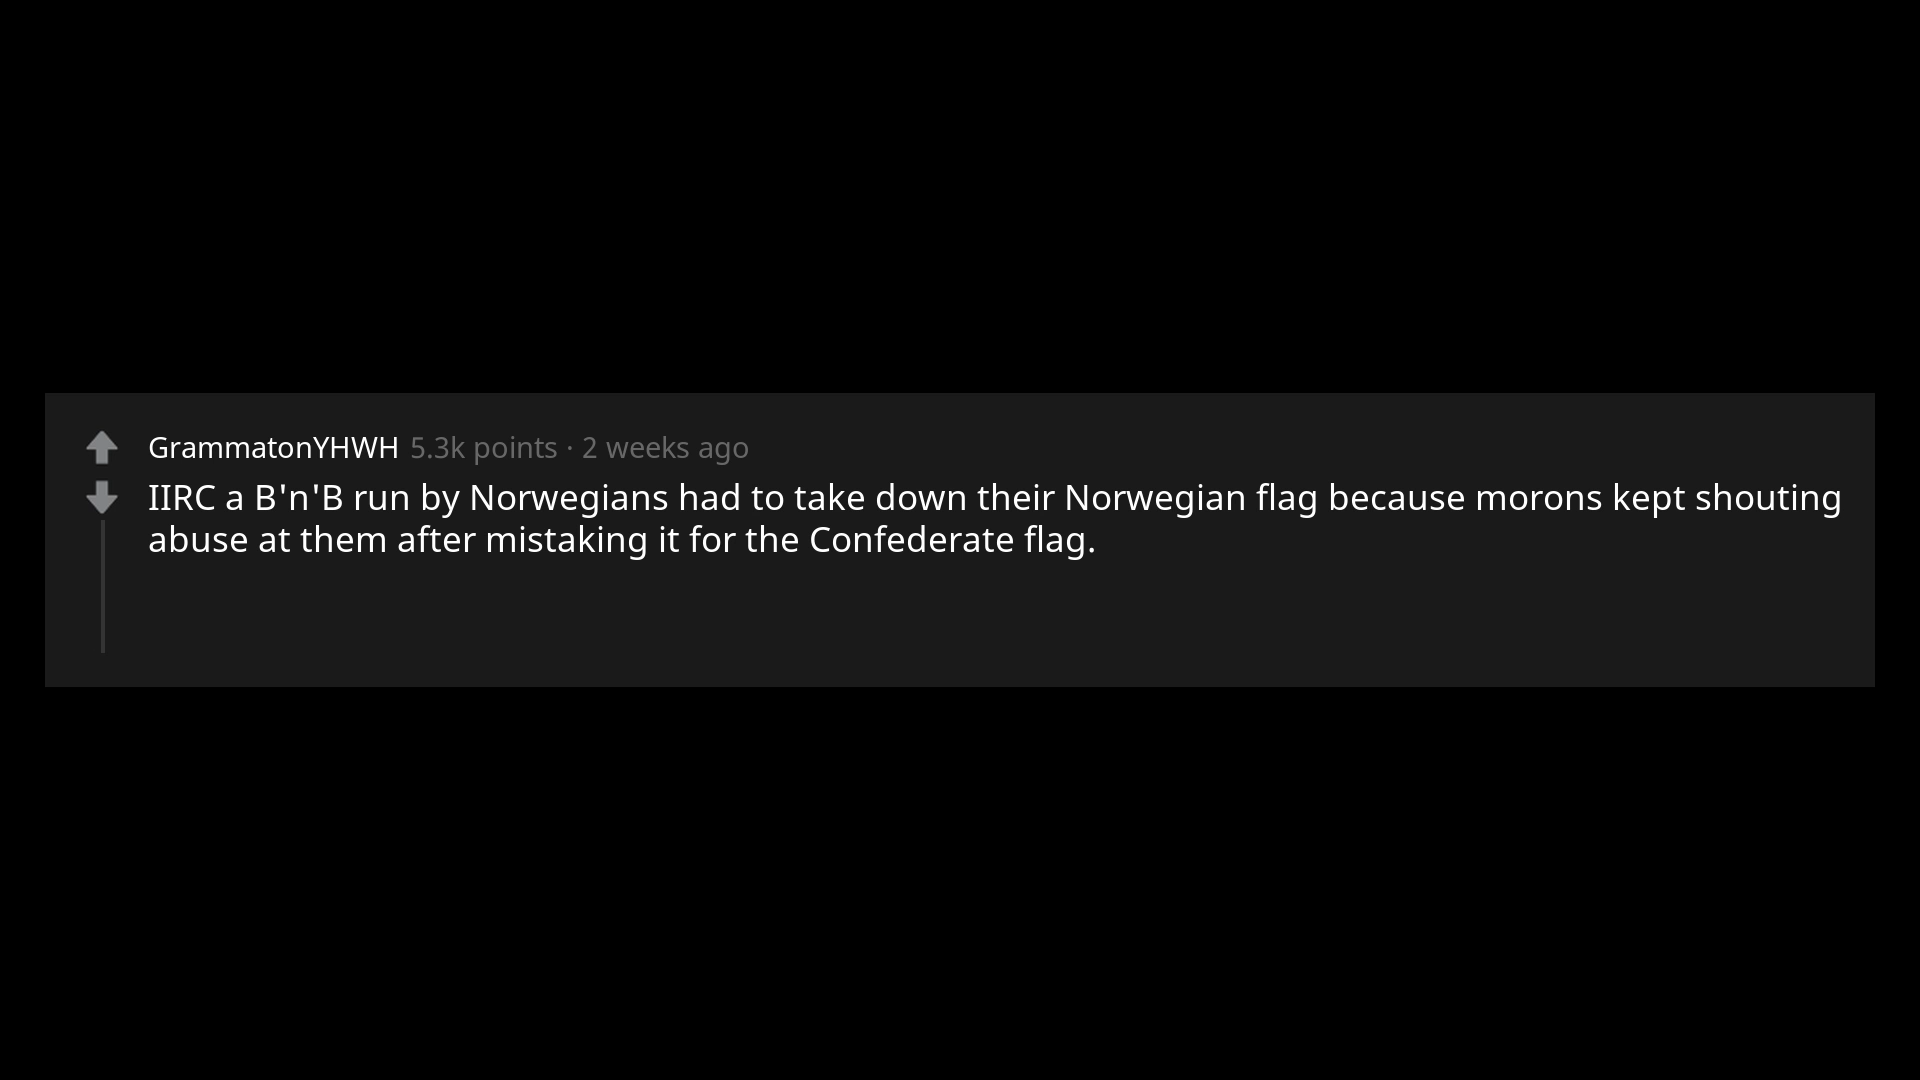 GrammatonYHWH 5.3k points · 2 weeks ago
IIRC a B'n'B run by Norwegians had to take down their Norwegian flag because morons kept shouting
abuse at them after mistaking it for the Confederate flag.